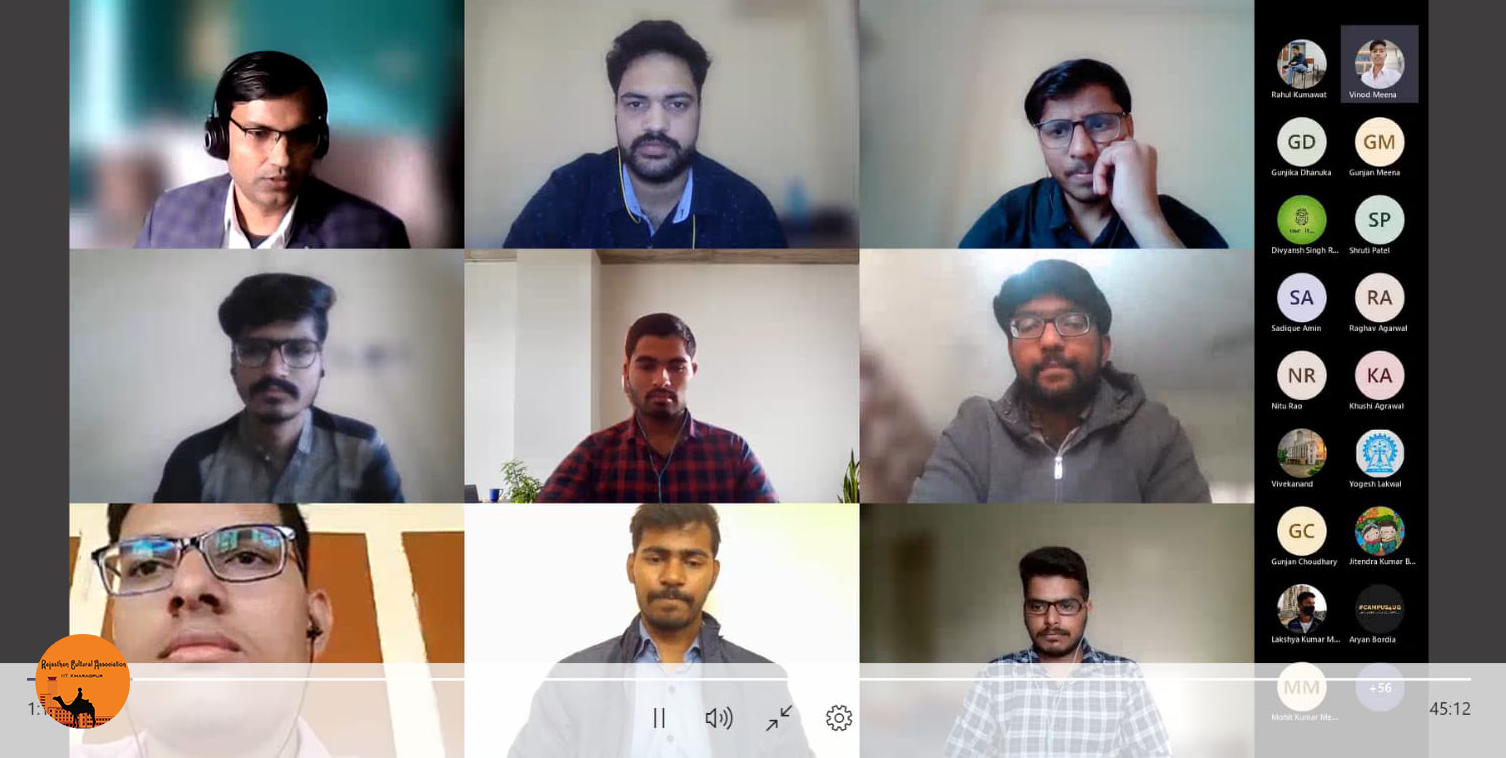 Rahul Kumawat
Vinod Meena
GD
GM
Gunjika Dhanuka
Gunjan Meena
Divyansh Singh R...
SP
Shruti Patel
SA
RA
Sadique Amin
Raghav Agarwal
NR
KA
Nitu Rao
Khushi Agrawal
Vivekanand
Yogesh Lakwal
GC
Gunjan Choudhary
Jitendra Kumar B...
#CAMPUS4UG
Lakshya Kumar M...
Aryan Bordia
MM
+56
Mohit Kumar Me...
Rajasthan Cultural Association
IIT KHARAGPUR
45:12